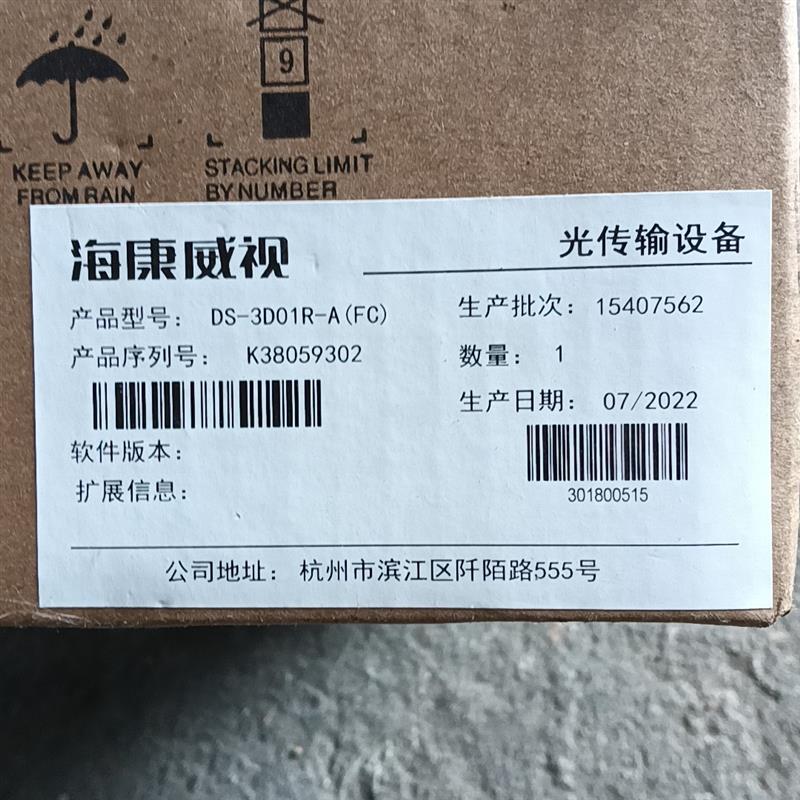 9
KEEP AWAY
FROM RAIN
STACKING LIMIT
BY NUMBER
海康威视
光传输设备
产品型号： DS-3D01R-A(FC)
生产批次： 15407562
产品序列号： K38059302
数量： 1
生产日期： 07/2022
软件版本：
301800515
扩展信息：
公司地址： 杭州市滨江区阡陌路555号